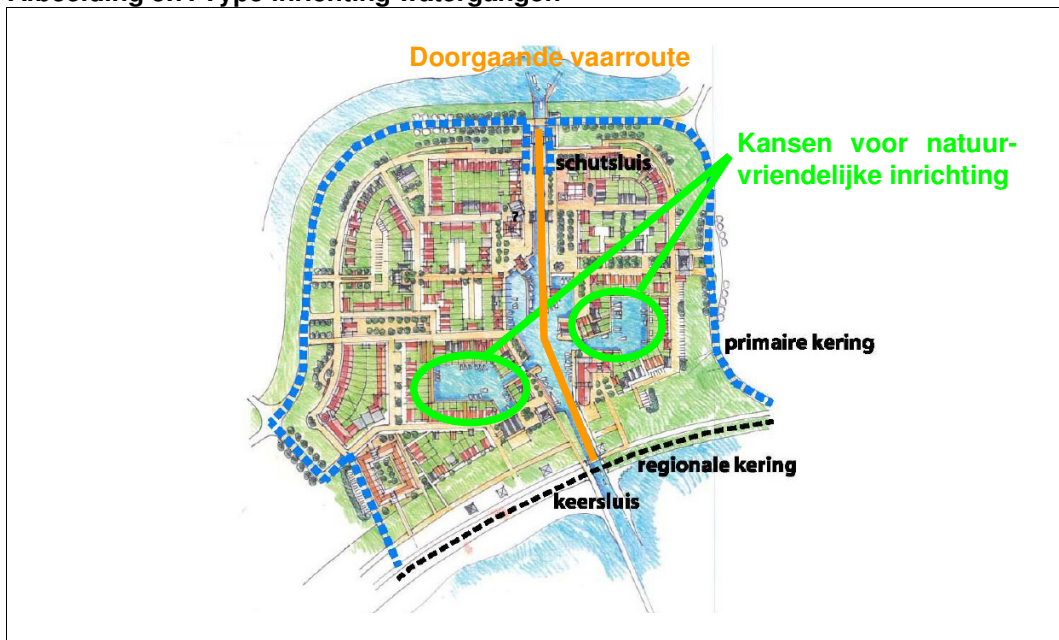 Doorgaande vaarroute
Kansen voor natuur-
vriendelijke inrichting
schutsluis
primaire kering
regionale kering
keersluis